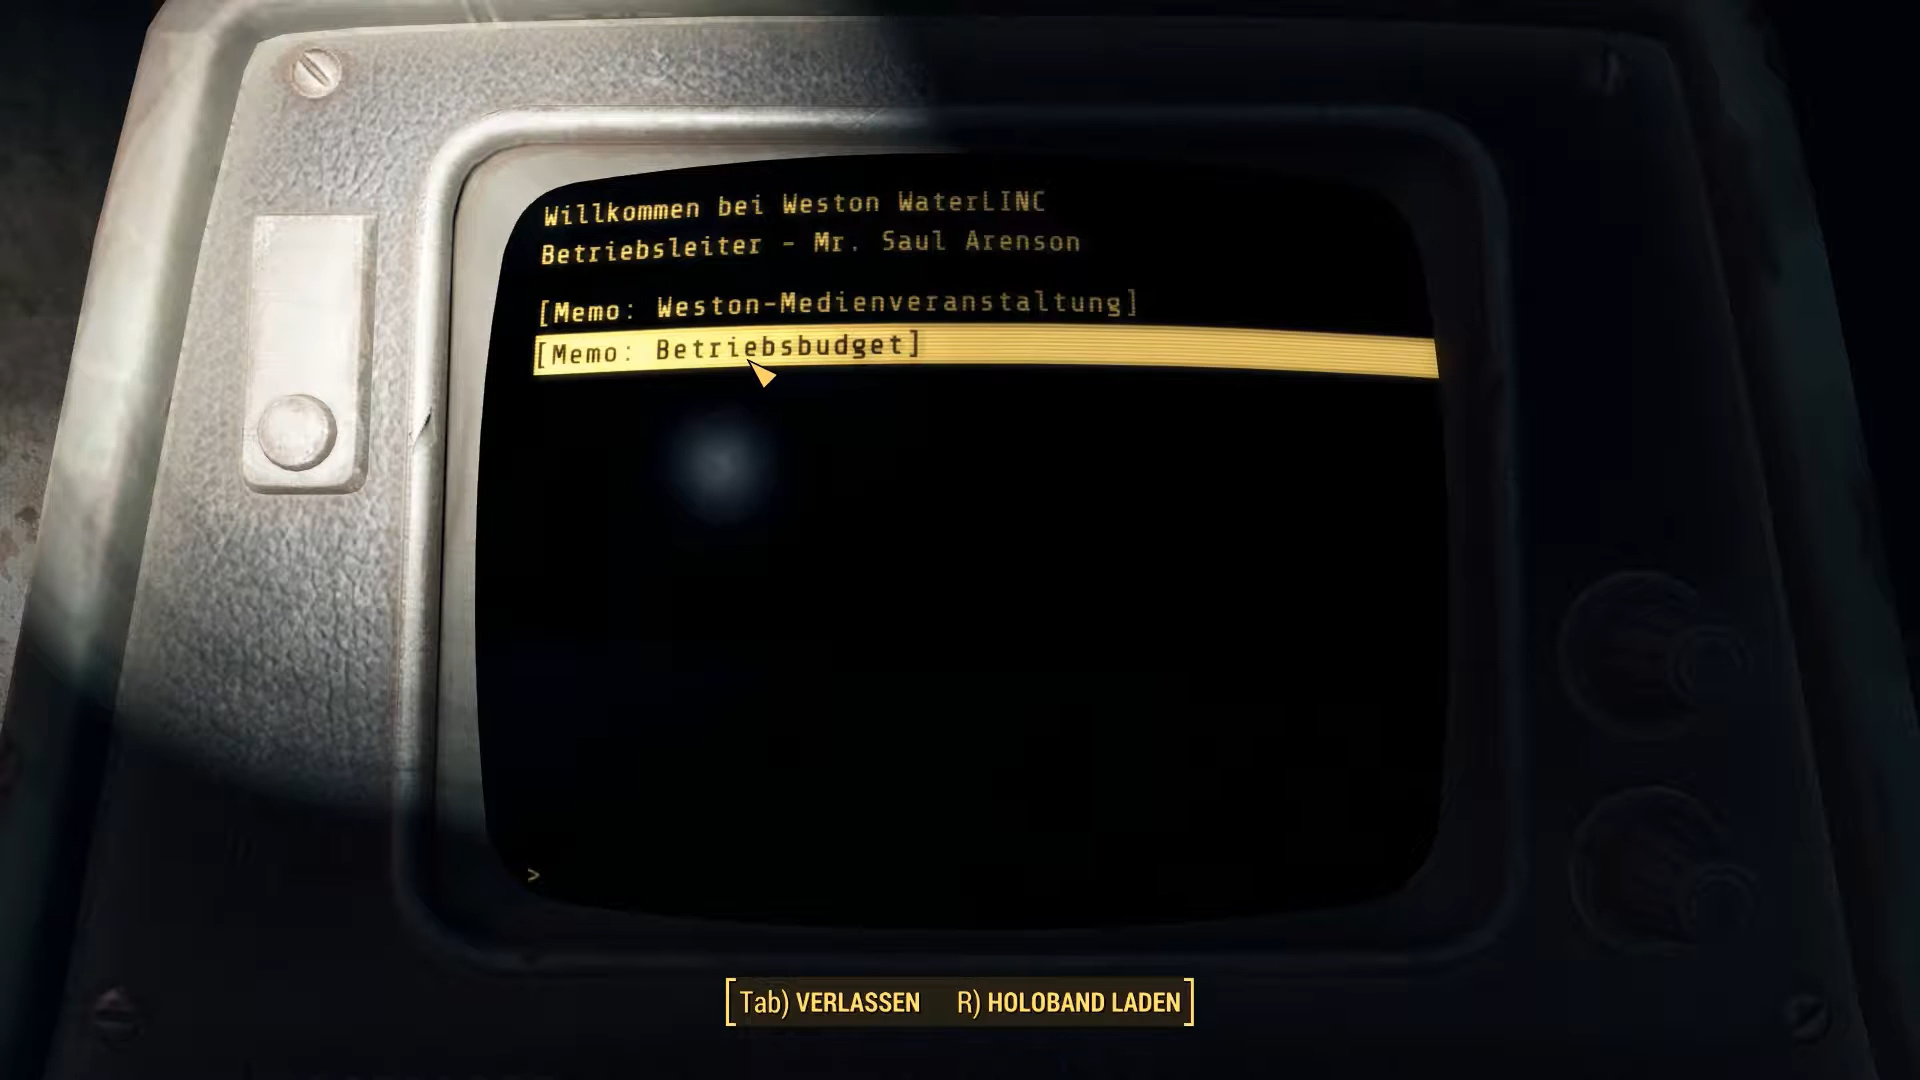 Willkommen bei Weston WaterLINC
Betriebsleiter - Mr. Saul Arenson
[Memo: Weston-Medienveranstaltung]
[Memo: Betriebsbudget]
>
Tab) VERLASSEN R) HOLOBAND LADEN